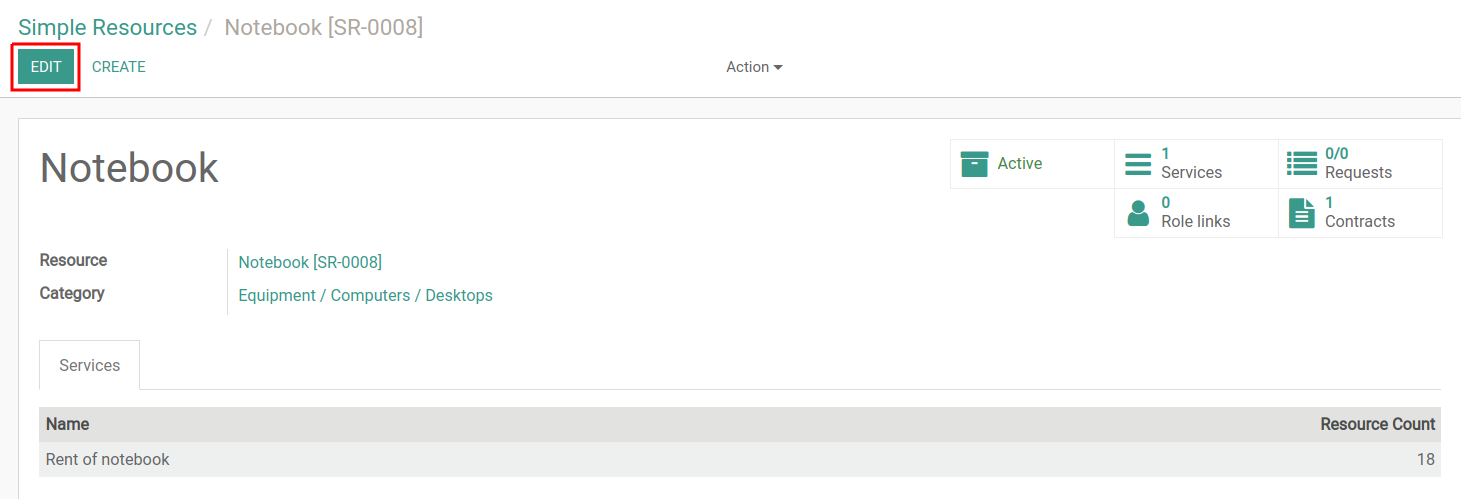 Simple Resources / Notebook [SR-0008]
EDIT CREATE Action
Notebook
Active
1
Services
0/0
Requests
0
Role links
1
Contracts
Resource Notebook [SR-0008]
Category Equipment / Computers / Desktops
Services
Name Resource Count
Rent of notebook 18